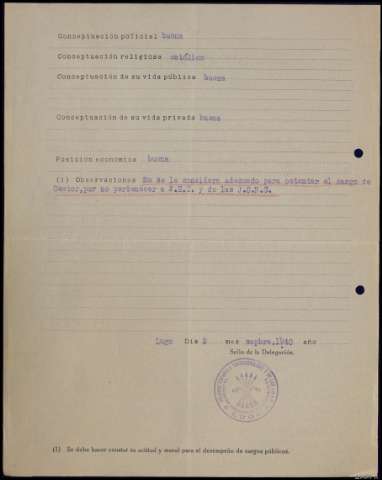 Conceptuación policial buena
Conceptuación religiosa católica
Conceptuación de su vida pública buena
Conceptuación de su vida privada buena
Posición económica buena
(1) Observaciones No se le considera adecuado para ostentar el cargo de
Gestor, por no pertenecer a F.E.T. y de las J.O.N.S.
Lugo Día 2 mes sepbre. 1940 año
Sello de la Delegación.
LUGO
(1) Se debe hacer constar su actitud y moral para el desempeño de cargos públicos.